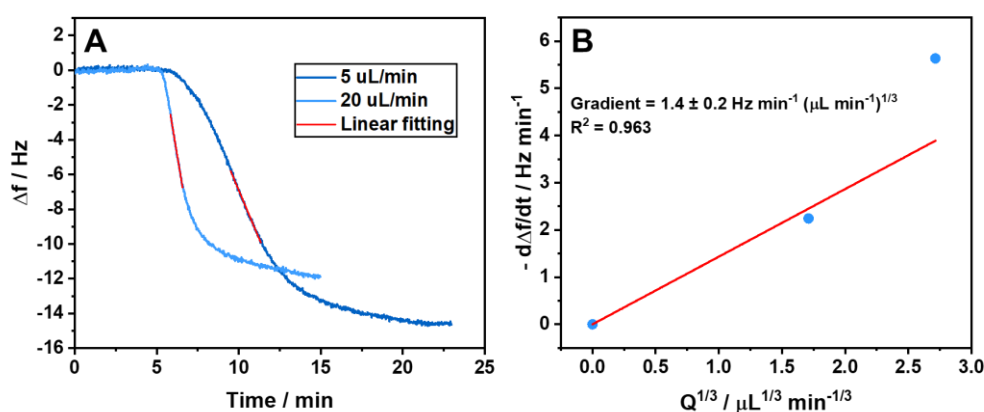 A
5 uL/min
20 uL/min
Linear fitting
Δf / Hz
2
0
-2
-4
-6
-8
-10
-12
-14
-16
0 5 10 15 20 25
Time / min
B
Gradient = 1.4 ± 0.2 Hz min⁻¹ (μL min⁻¹)¹/³
R² = 0.963
- dΔf/dt / Hz min⁻¹
6
5
4
3
2
1
0
0.0 0.5 1.0 1.5 2.0 2.5 3.0
Q¹/³ / μL¹/³ min⁻¹/³